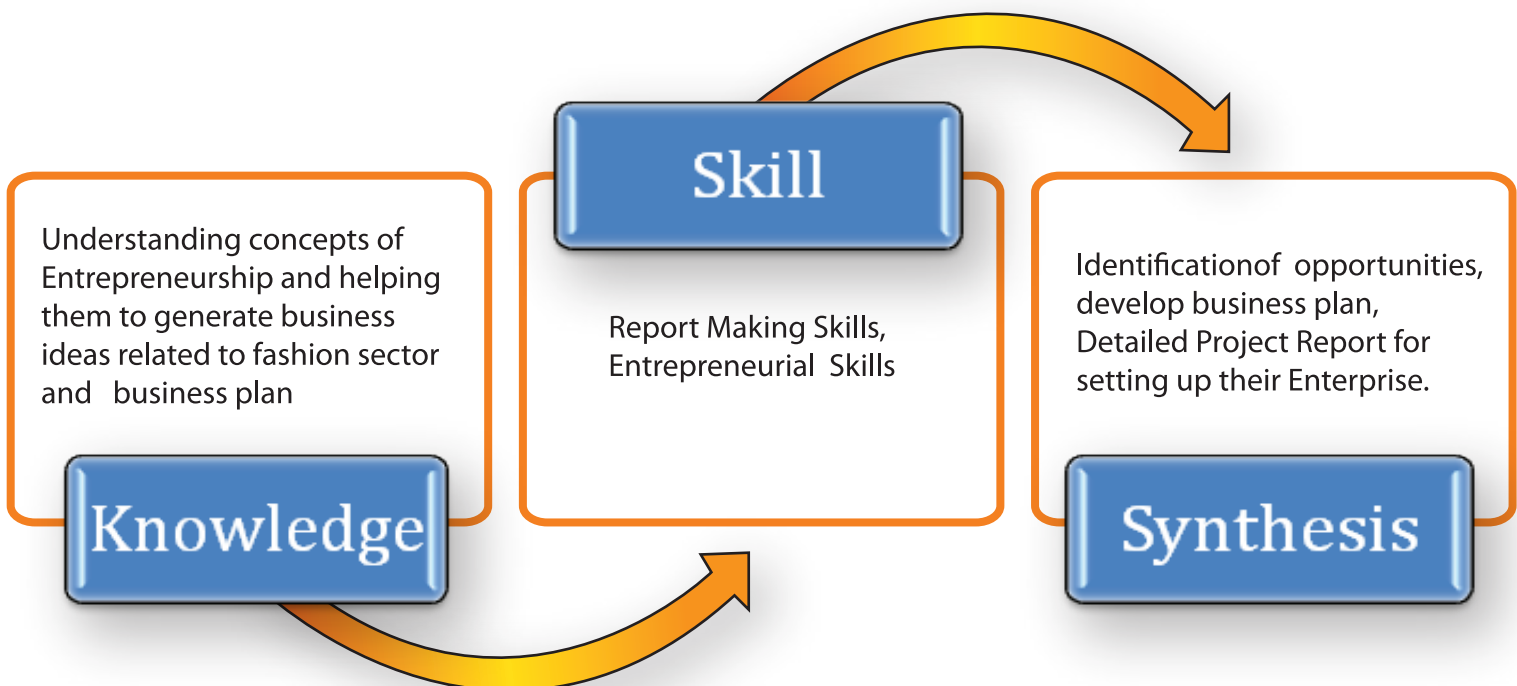 Understanding concepts of
Entrepreneurship and helping
them to generate business
ideas related to fashion sector
and business plan
Knowledge
Skill
Report Making Skills,
Entrepreneurial Skills
Identificationof opportunities,
develop business plan,
Detailed Project Report for
setting up their Enterprise.
Synthesis